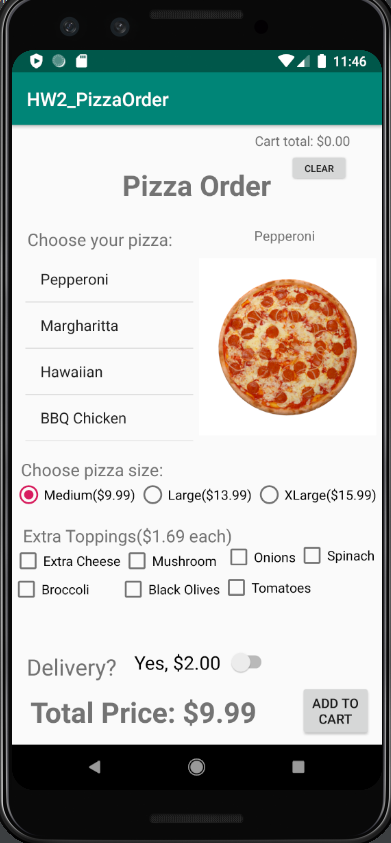 11:46
HW2_PizzaOrder
Cart total: $0.00
CLEAR
Pizza Order
Choose your pizza:
Pepperoni
Pepperoni
Margharitta
Hawaiian
BBQ Chicken
Choose pizza size:
Medium($9.99) Large($13.99) XLarge($15.99)
Extra Toppings($1.69 each)
Extra Cheese Mushroom Onions Spinach
Broccoli Black Olives Tomatoes
Delivery? Yes, $2.00
Total Price: $9.99
ADD TO
CART